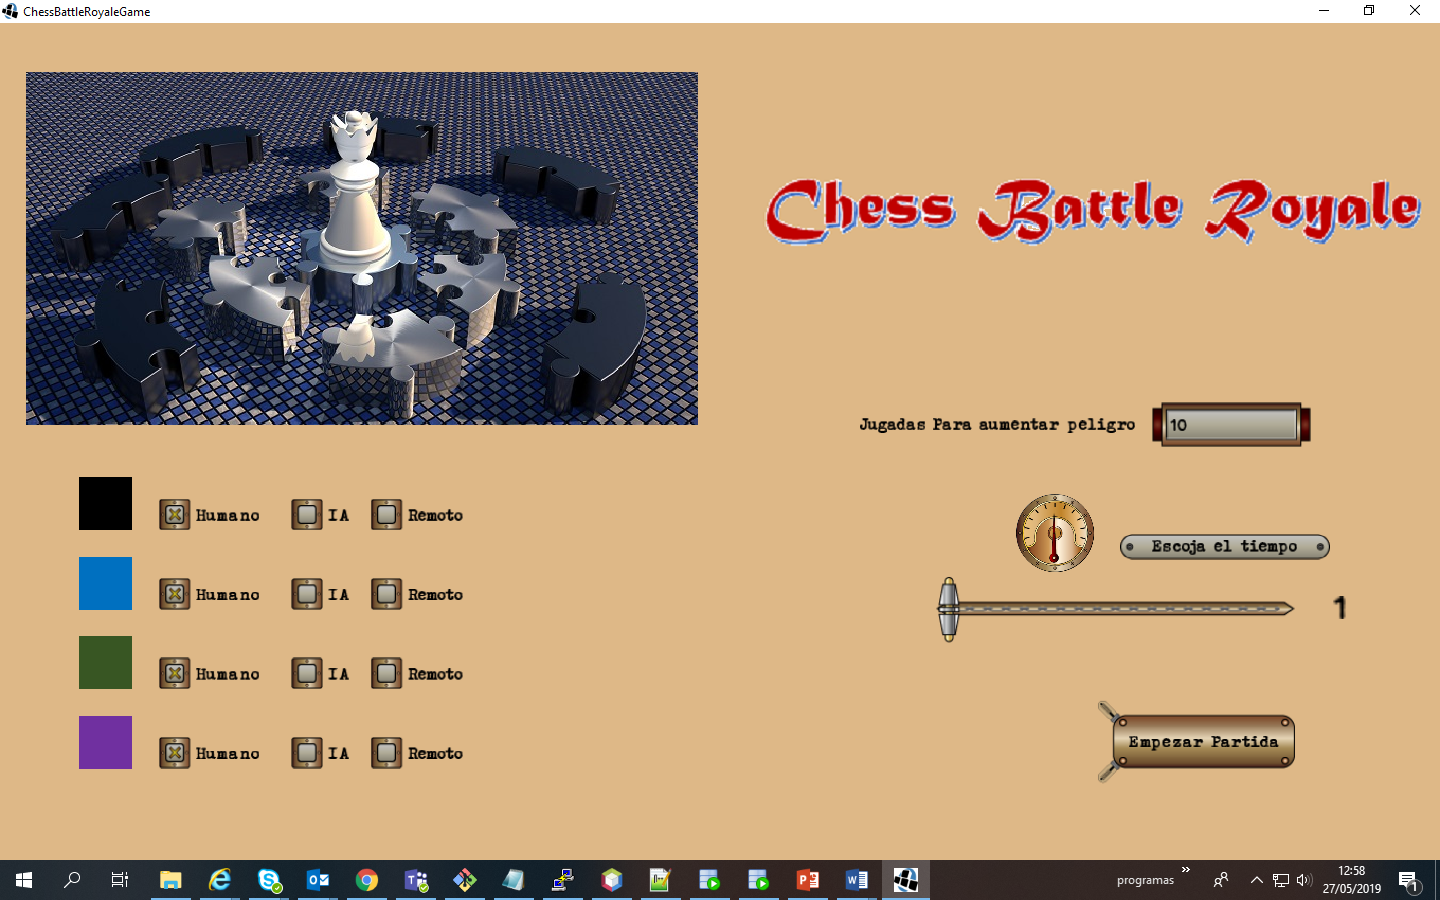 ChessBattleRoyaleGame
Chess Battle Royale
Jugadas Para aumentar peligro 10
Escoja el tiempo
1
Humano IA Remoto
Humano IA Remoto
Humano IA Remoto
Humano IA Remoto
Empezar Partida
programas
12:58
27/05/2019
1